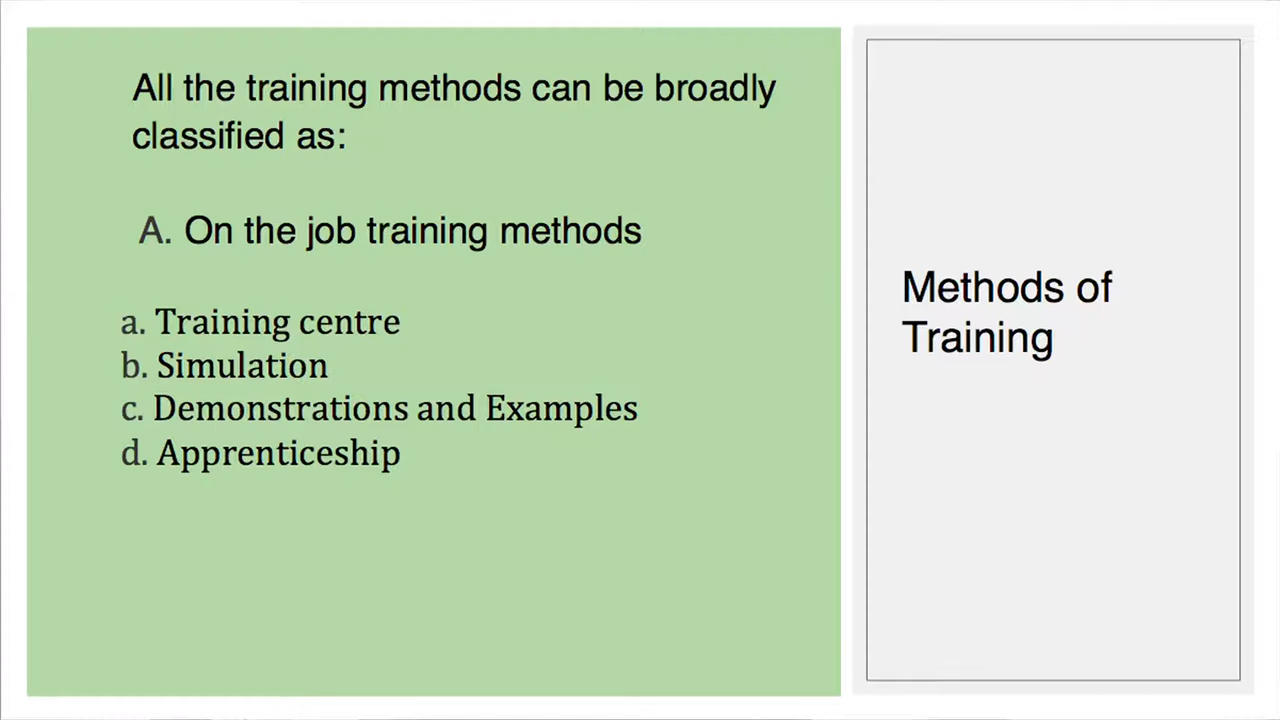 All the training methods can be broadly
classified as:
A. On the job training methods
a. Training centre
b. Simulation
c. Demonstrations and Examples
d. Apprenticeship
Methods of
Training